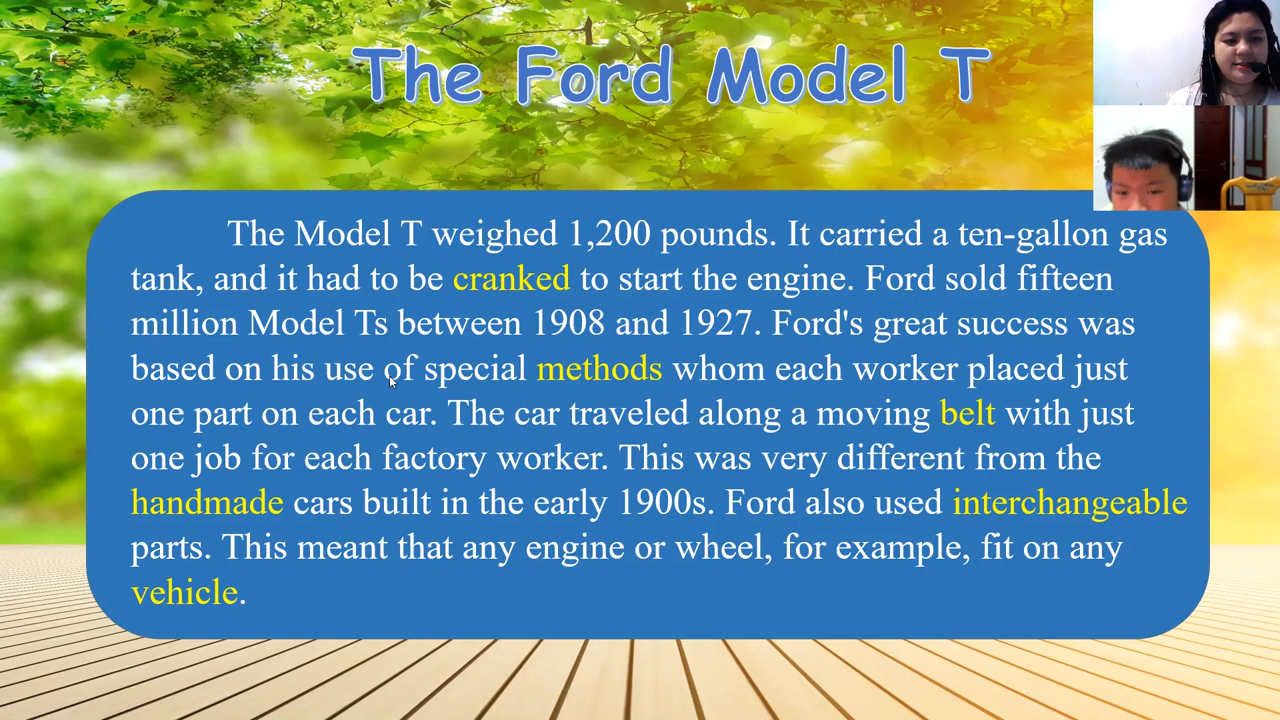 The Ford Model T
The Model T weighed 1,200 pounds. It carried a ten-gallon gas
tank, and it had to be cranked to start the engine. Ford sold fifteen
million Model Ts between 1908 and 1927. Ford's great success was
based on his use of special methods whom each worker placed just
one part on each car. The car traveled along a moving belt with just
one job for each factory worker. This was very different from the
handmade cars built in the early 1900s. Ford also used interchangeable
parts. This meant that any engine or wheel, for example, fit on any
vehicle.